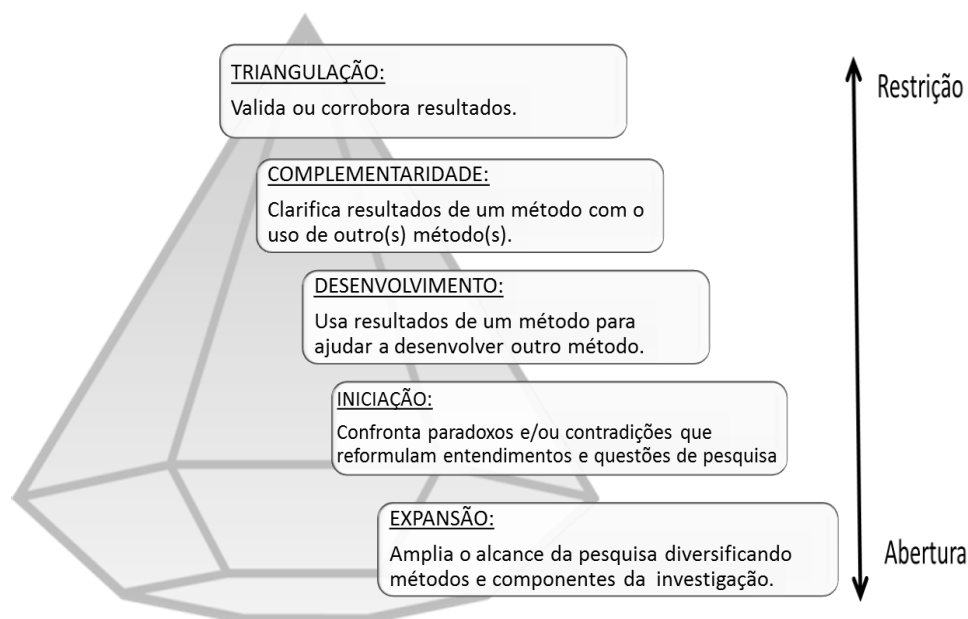 TRIANGULAÇÃO:
Valida ou corrobora resultados.
Restrição
COMPLEMENTARIDADE:
Clarifica resultados de um método com o
uso de outro(s) método(s).
DESENVOLVIMENTO:
Usa resultados de um método para
ajudar a desenvolver outro método.
INICIAÇÃO:
Confronta paradoxos e/ou contradições que
reformulam entendimentos e questões de pesquisa
EXPANSÃO:
Amplia o alcance da pesquisa diversificando
métodos e componentes da investigação.
Abertura